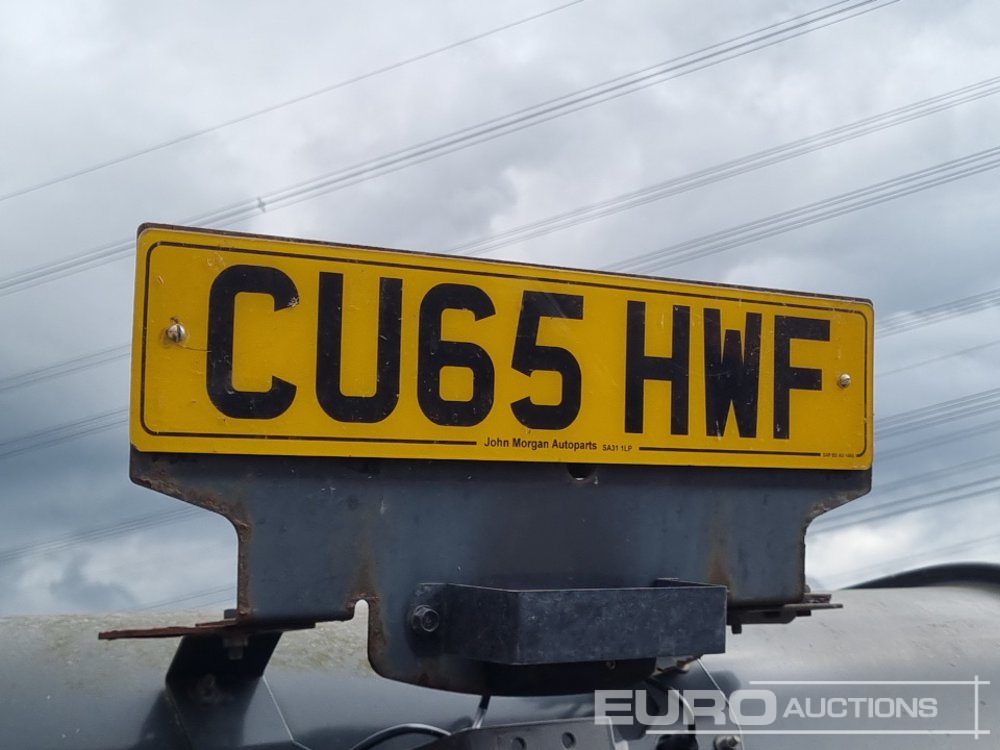 CU65 HWF
John Morgan Autoparts SA31 1LP
EURO AUCTIONS